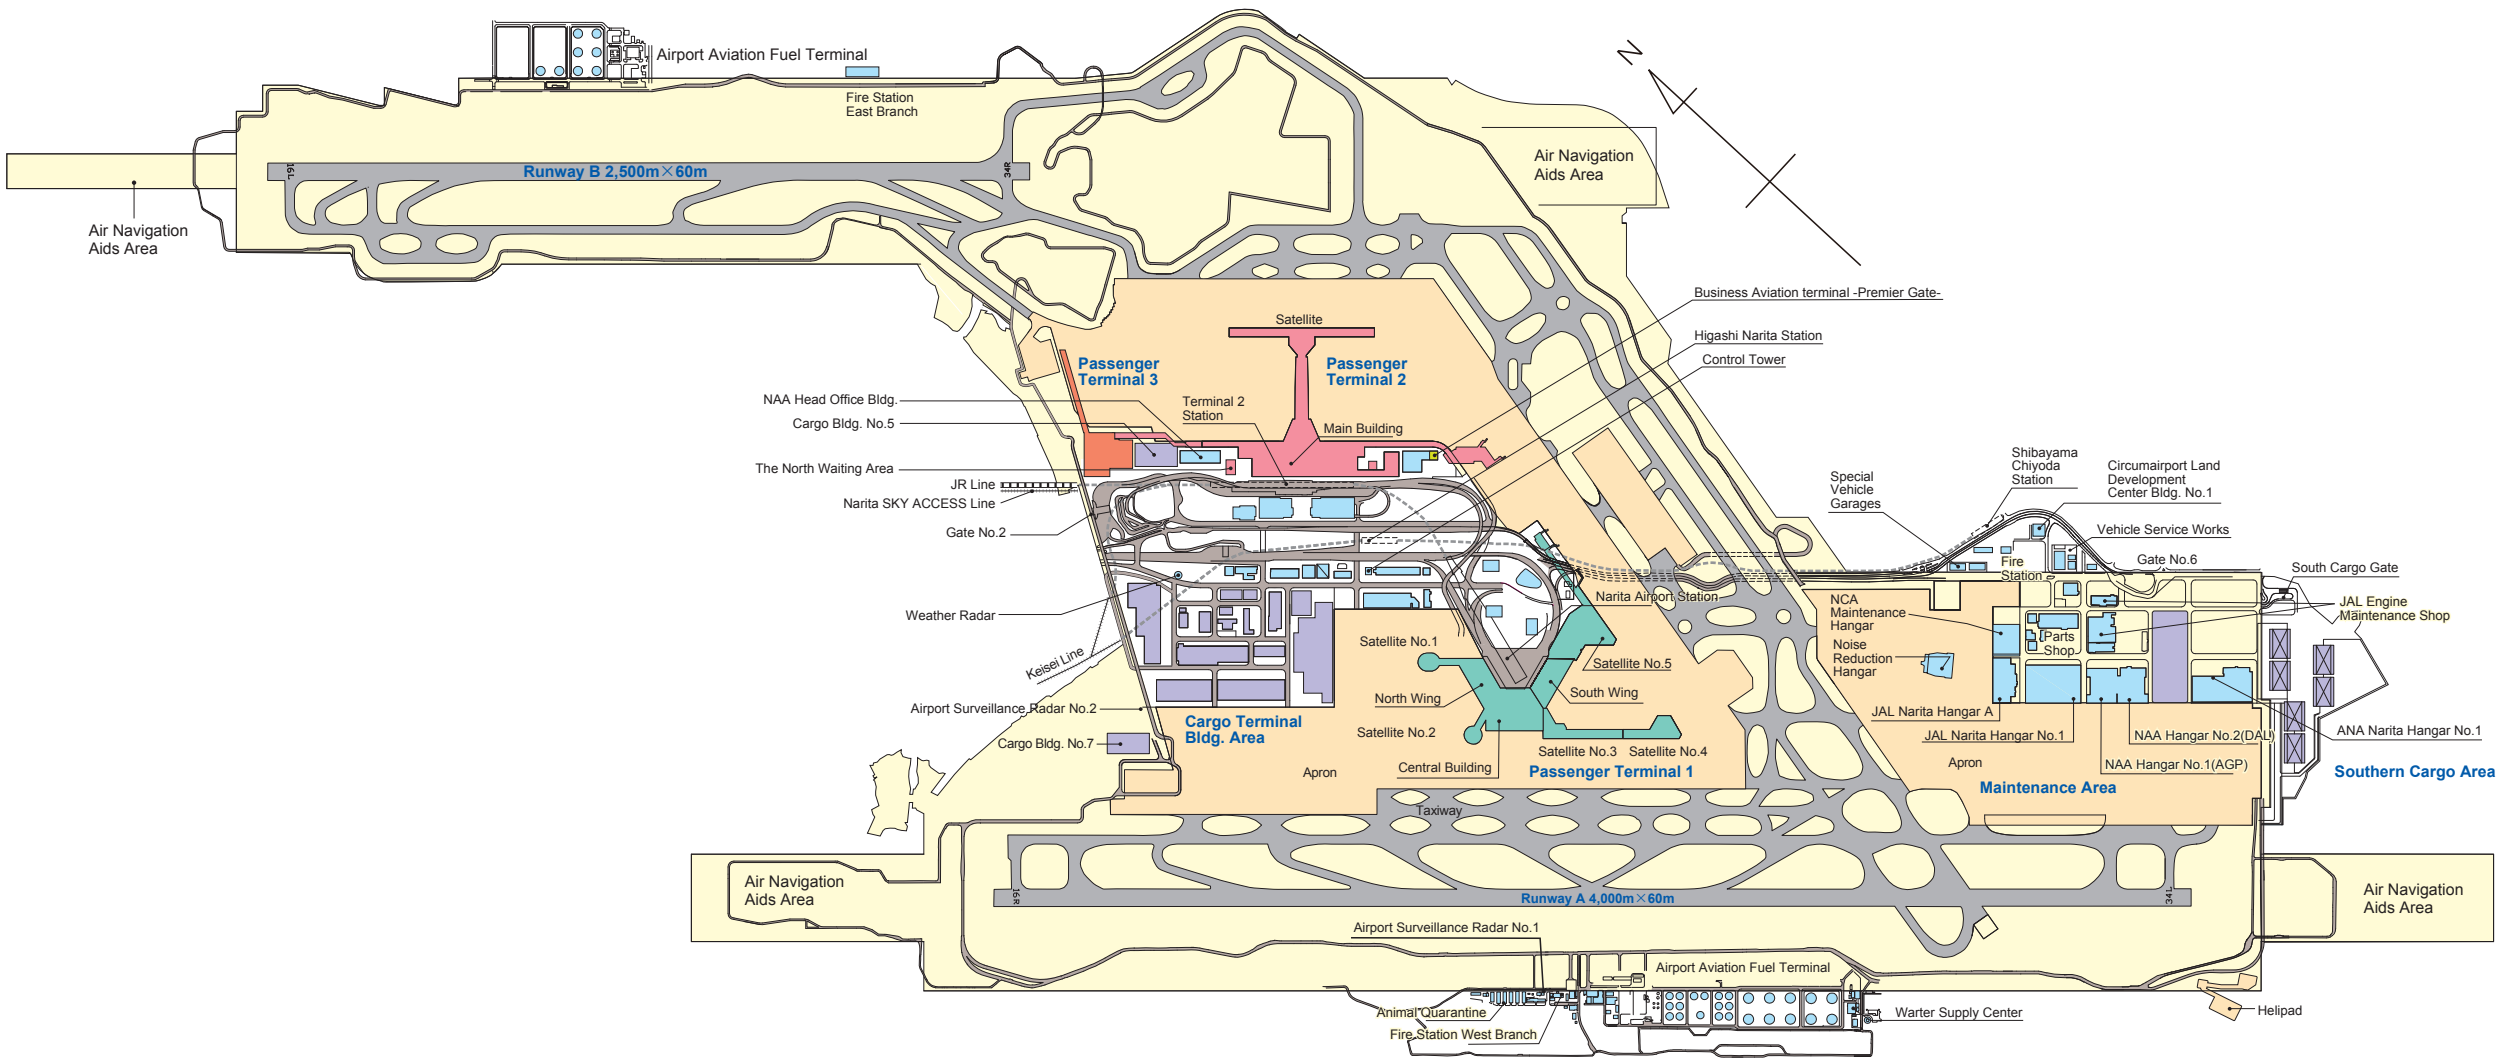 Airport Aviation Fuel Terminal
N
Fire Station
East Branch
Air Navigation
Aids Area
16L
Runway B 2,500m×60m
34R
Air Navigation
Aids Area
Business Aviation terminal -Premier Gate-
Satellite
Higashi Narita Station
Control Tower
Passenger
Terminal 3
Passenger
Terminal 2
NAA Head Office Bldg.
Terminal 2
Station
Cargo Bldg. No.5
Main Building
The North Waiting Area
JR Line
Narita SKY ACCESS Line
Gate No.2
Special
Vehicle
Garages
Shibayama
Chiyoda
Station
Circumairport Land
Development
Center Bldg. No.1
Vehicle Service Works
Gate No.6
Fire
Station
South Cargo Gate
Weather Radar
Narita Airport Station
NCA
Maintenance
Hangar
JAL Engine
Maintenance Shop
Parts
Shop
Noise
Reduction
Hangar
Keisei Line
Satellite No.1
Satellite No.5
North Wing
South Wing
Airport Surveillance Radar No.2
Cargo Terminal
Bldg. Area
Satellite No.2
Cargo Bldg. No.7
Satellite No.3
Satellite No.4
JAL Narita Hangar A
JAL Narita Hangar No.1
NAA Hangar No.2(DAL)
ANA Narita Hangar No.1
Apron
Central Building
Passenger Terminal 1
Apron
NAA Hangar No.1(AGP)
Southern Cargo Area
Maintenance Area
Taxiway
Air Navigation
Aids Area
16R
Runway A 4,000m×60m
34L
Air Navigation
Aids Area
Airport Surveillance Radar No.1
Airport Aviation Fuel Terminal
Animal Quarantine
Fire Station West Branch
Warter Supply Center
Helipad